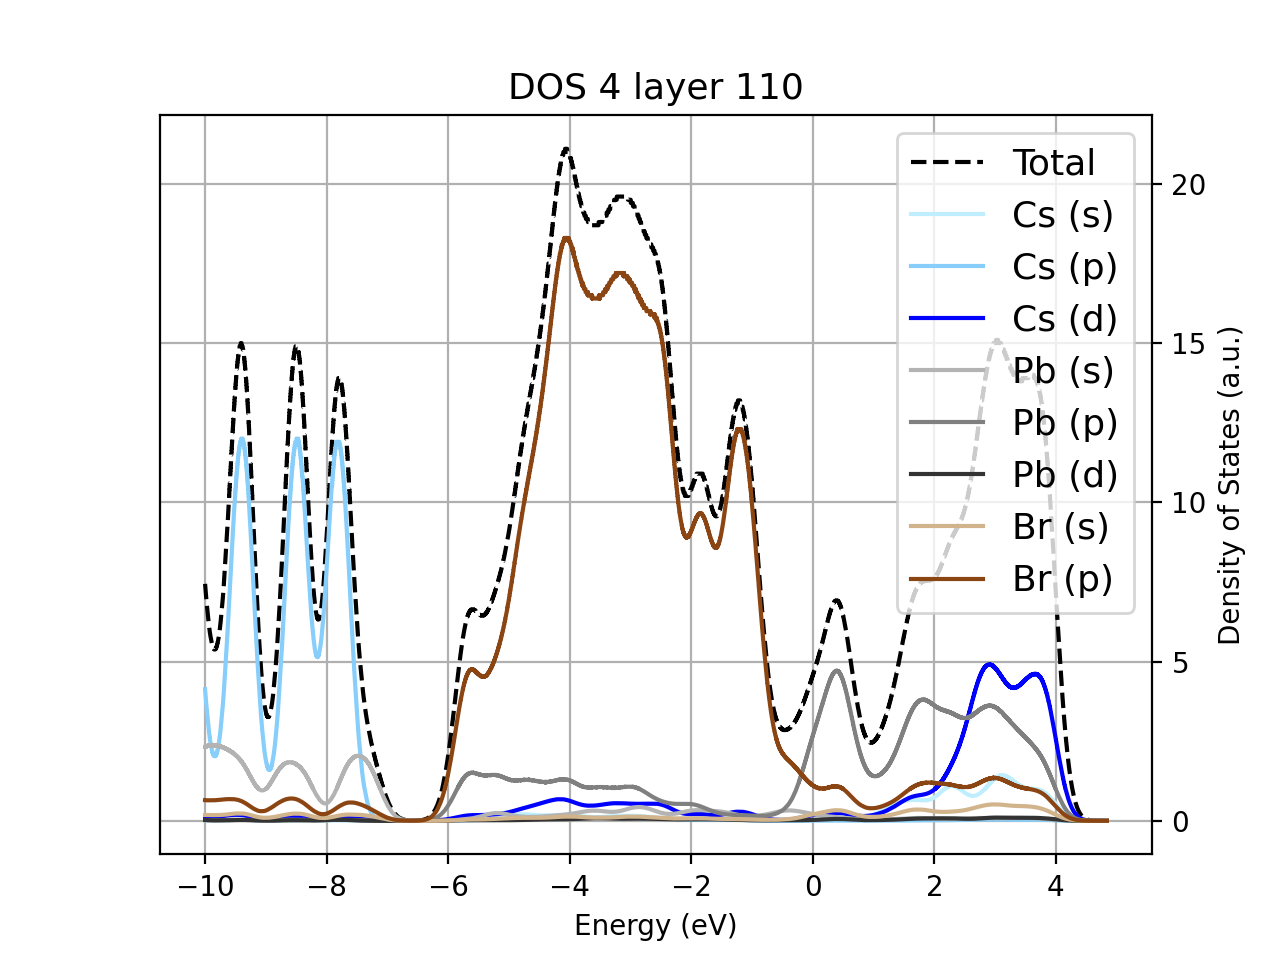 DOS 4 layer 110
Total
Cs (s)
Cs (p)
Cs (d)
Pb (s)
Pb (p)
Pb (d)
Br (s)
Br (p)
20
15
10
5
0
Density of States (a.u.)
−10 −8 −6 −4 −2 0 2 4
Energy (eV)